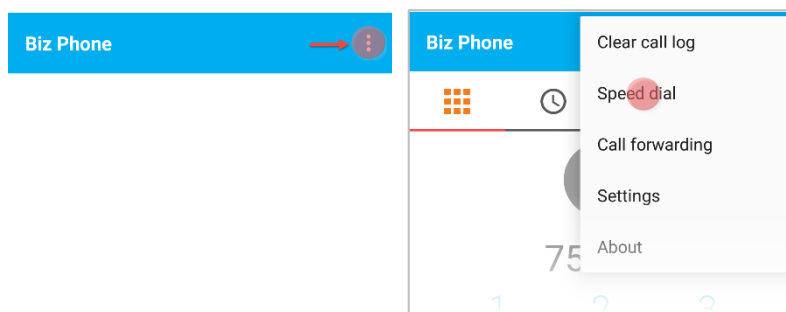 Biz Phone
Biz Phone
Clear call log
Speed dial
Call forwarding
Settings
About
75
1 2 3